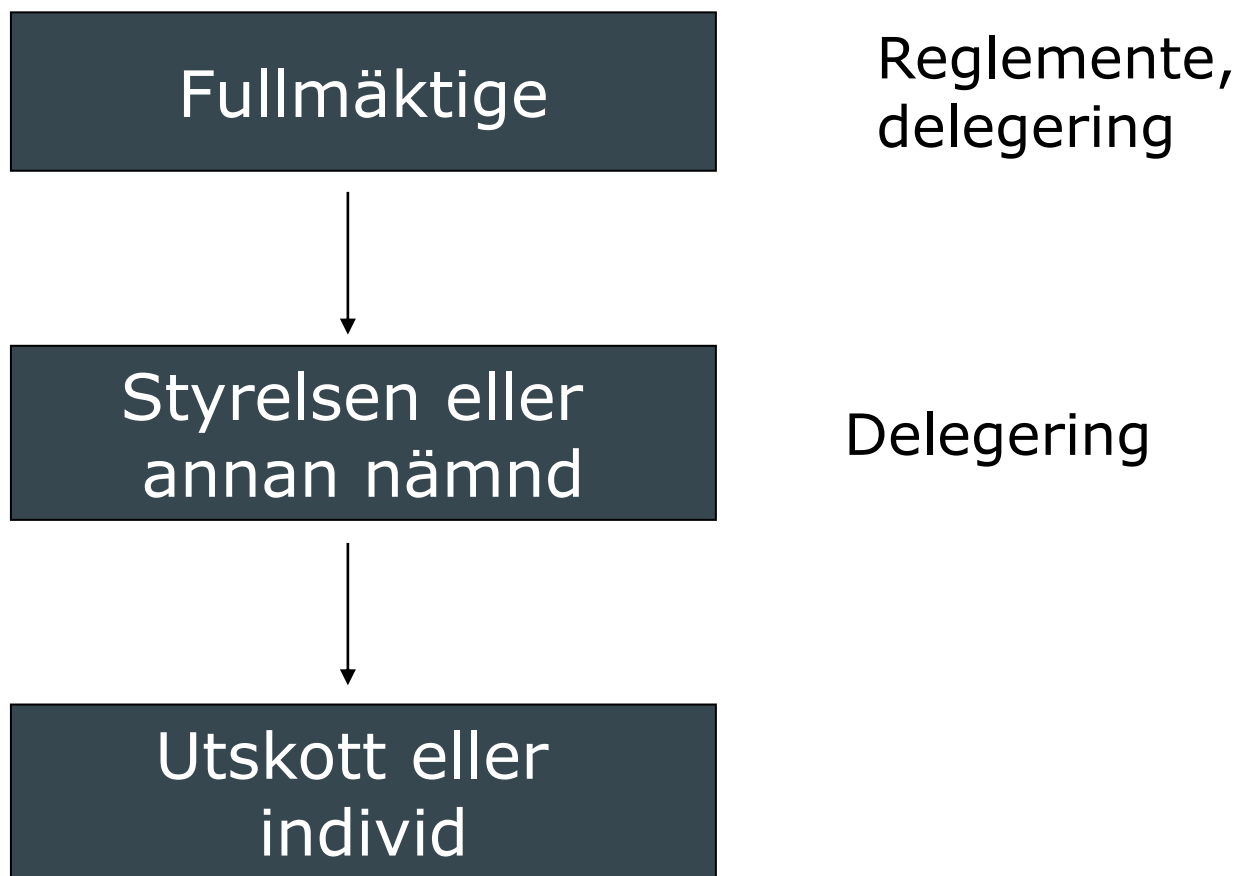 Fullmäktige
Reglemente,
delegering
Styrelsen eller
annan nämnd
Delegering
Utskott eller
individ